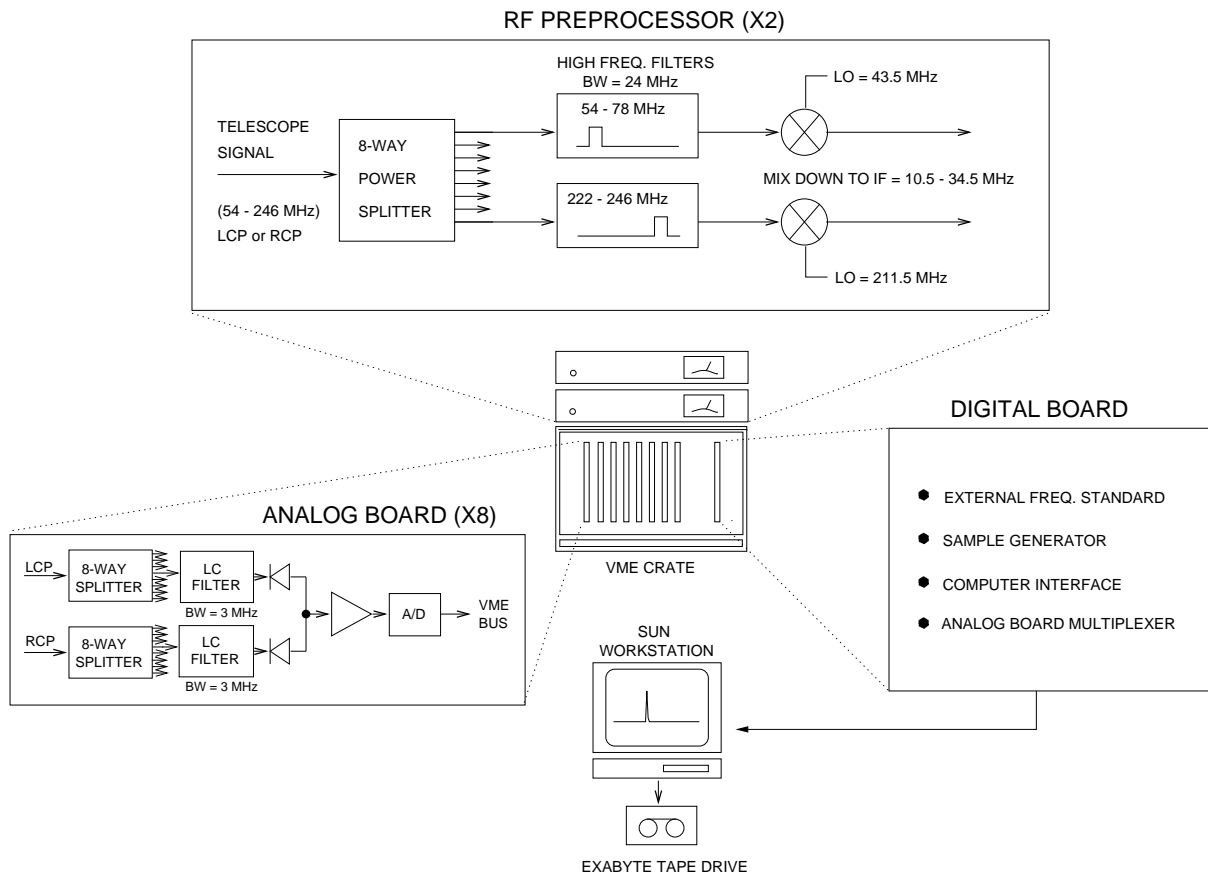 RF PREPROCESSOR (X2)
HIGH FREQ. FILTERS
BW = 24 MHz
LO = 43.5 MHz
54 - 78 MHz
TELESCOPE
SIGNAL
(54 - 246 MHz)
LCP or RCP
8-WAY
POWER
SPLITTER
MIX DOWN TO IF = 10.5 - 34.5 MHz
222 - 246 MHz
LO = 211.5 MHz
DIGITAL BOARD
EXTERNAL FREQ. STANDARD
SAMPLE GENERATOR
COMPUTER INTERFACE
ANALOG BOARD MULTIPLEXER
ANALOG BOARD (X8)
LCP
8-WAY
SPLITTER
LC
FILTER
BW = 3 MHz
A/D
VME
BUS
RCP
8-WAY
SPLITTER
LC
FILTER
BW = 3 MHz
VME CRATE
SUN
WORKSTATION
EXABYTE TAPE DRIVE